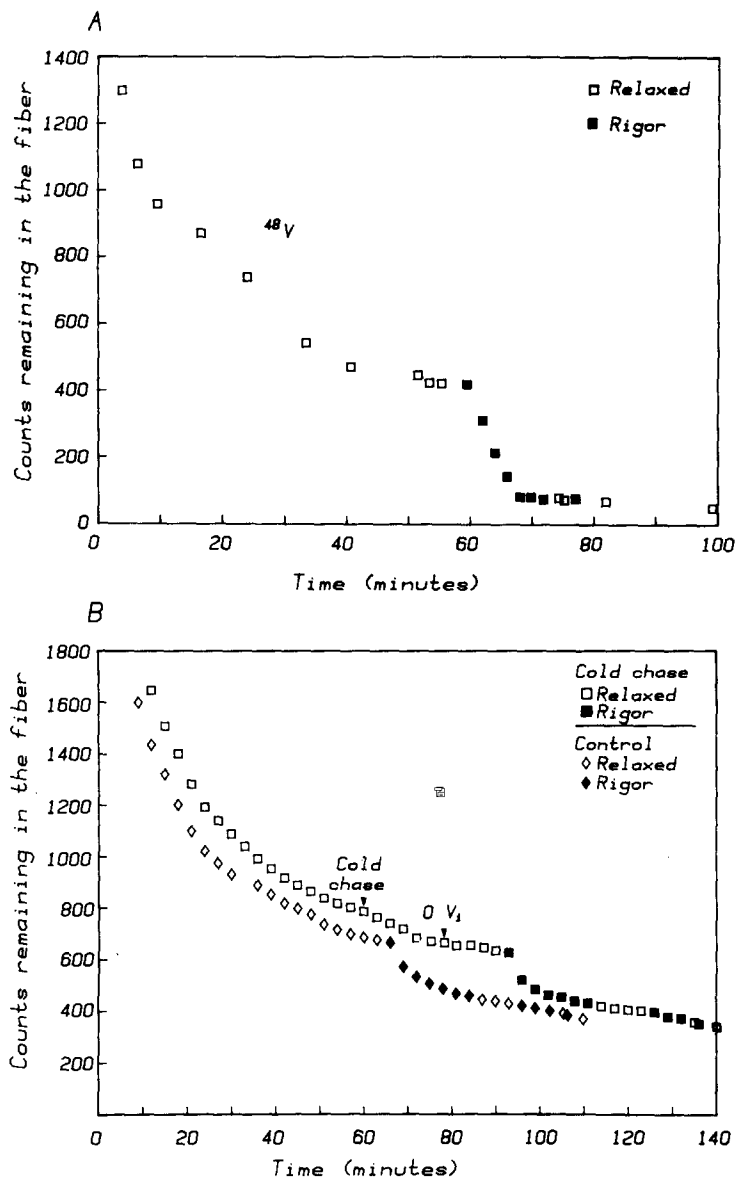 A
1400
1200
1000
800
600
400
200
0
0
20
40
60
80
100
Counts remaining in the fiber
Time (minutes)
□ Relaxed
■ Rigor
48V
B
1800
1600
1400
1200
1000
800
600
400
200
0
20
40
60
80
100
120
140
Counts remaining in the fiber
Time (minutes)
Cold chase
□ Relaxed
■ Rigor
Control
◇ Relaxed
◆ Rigor
Cold
chase
0 Vi